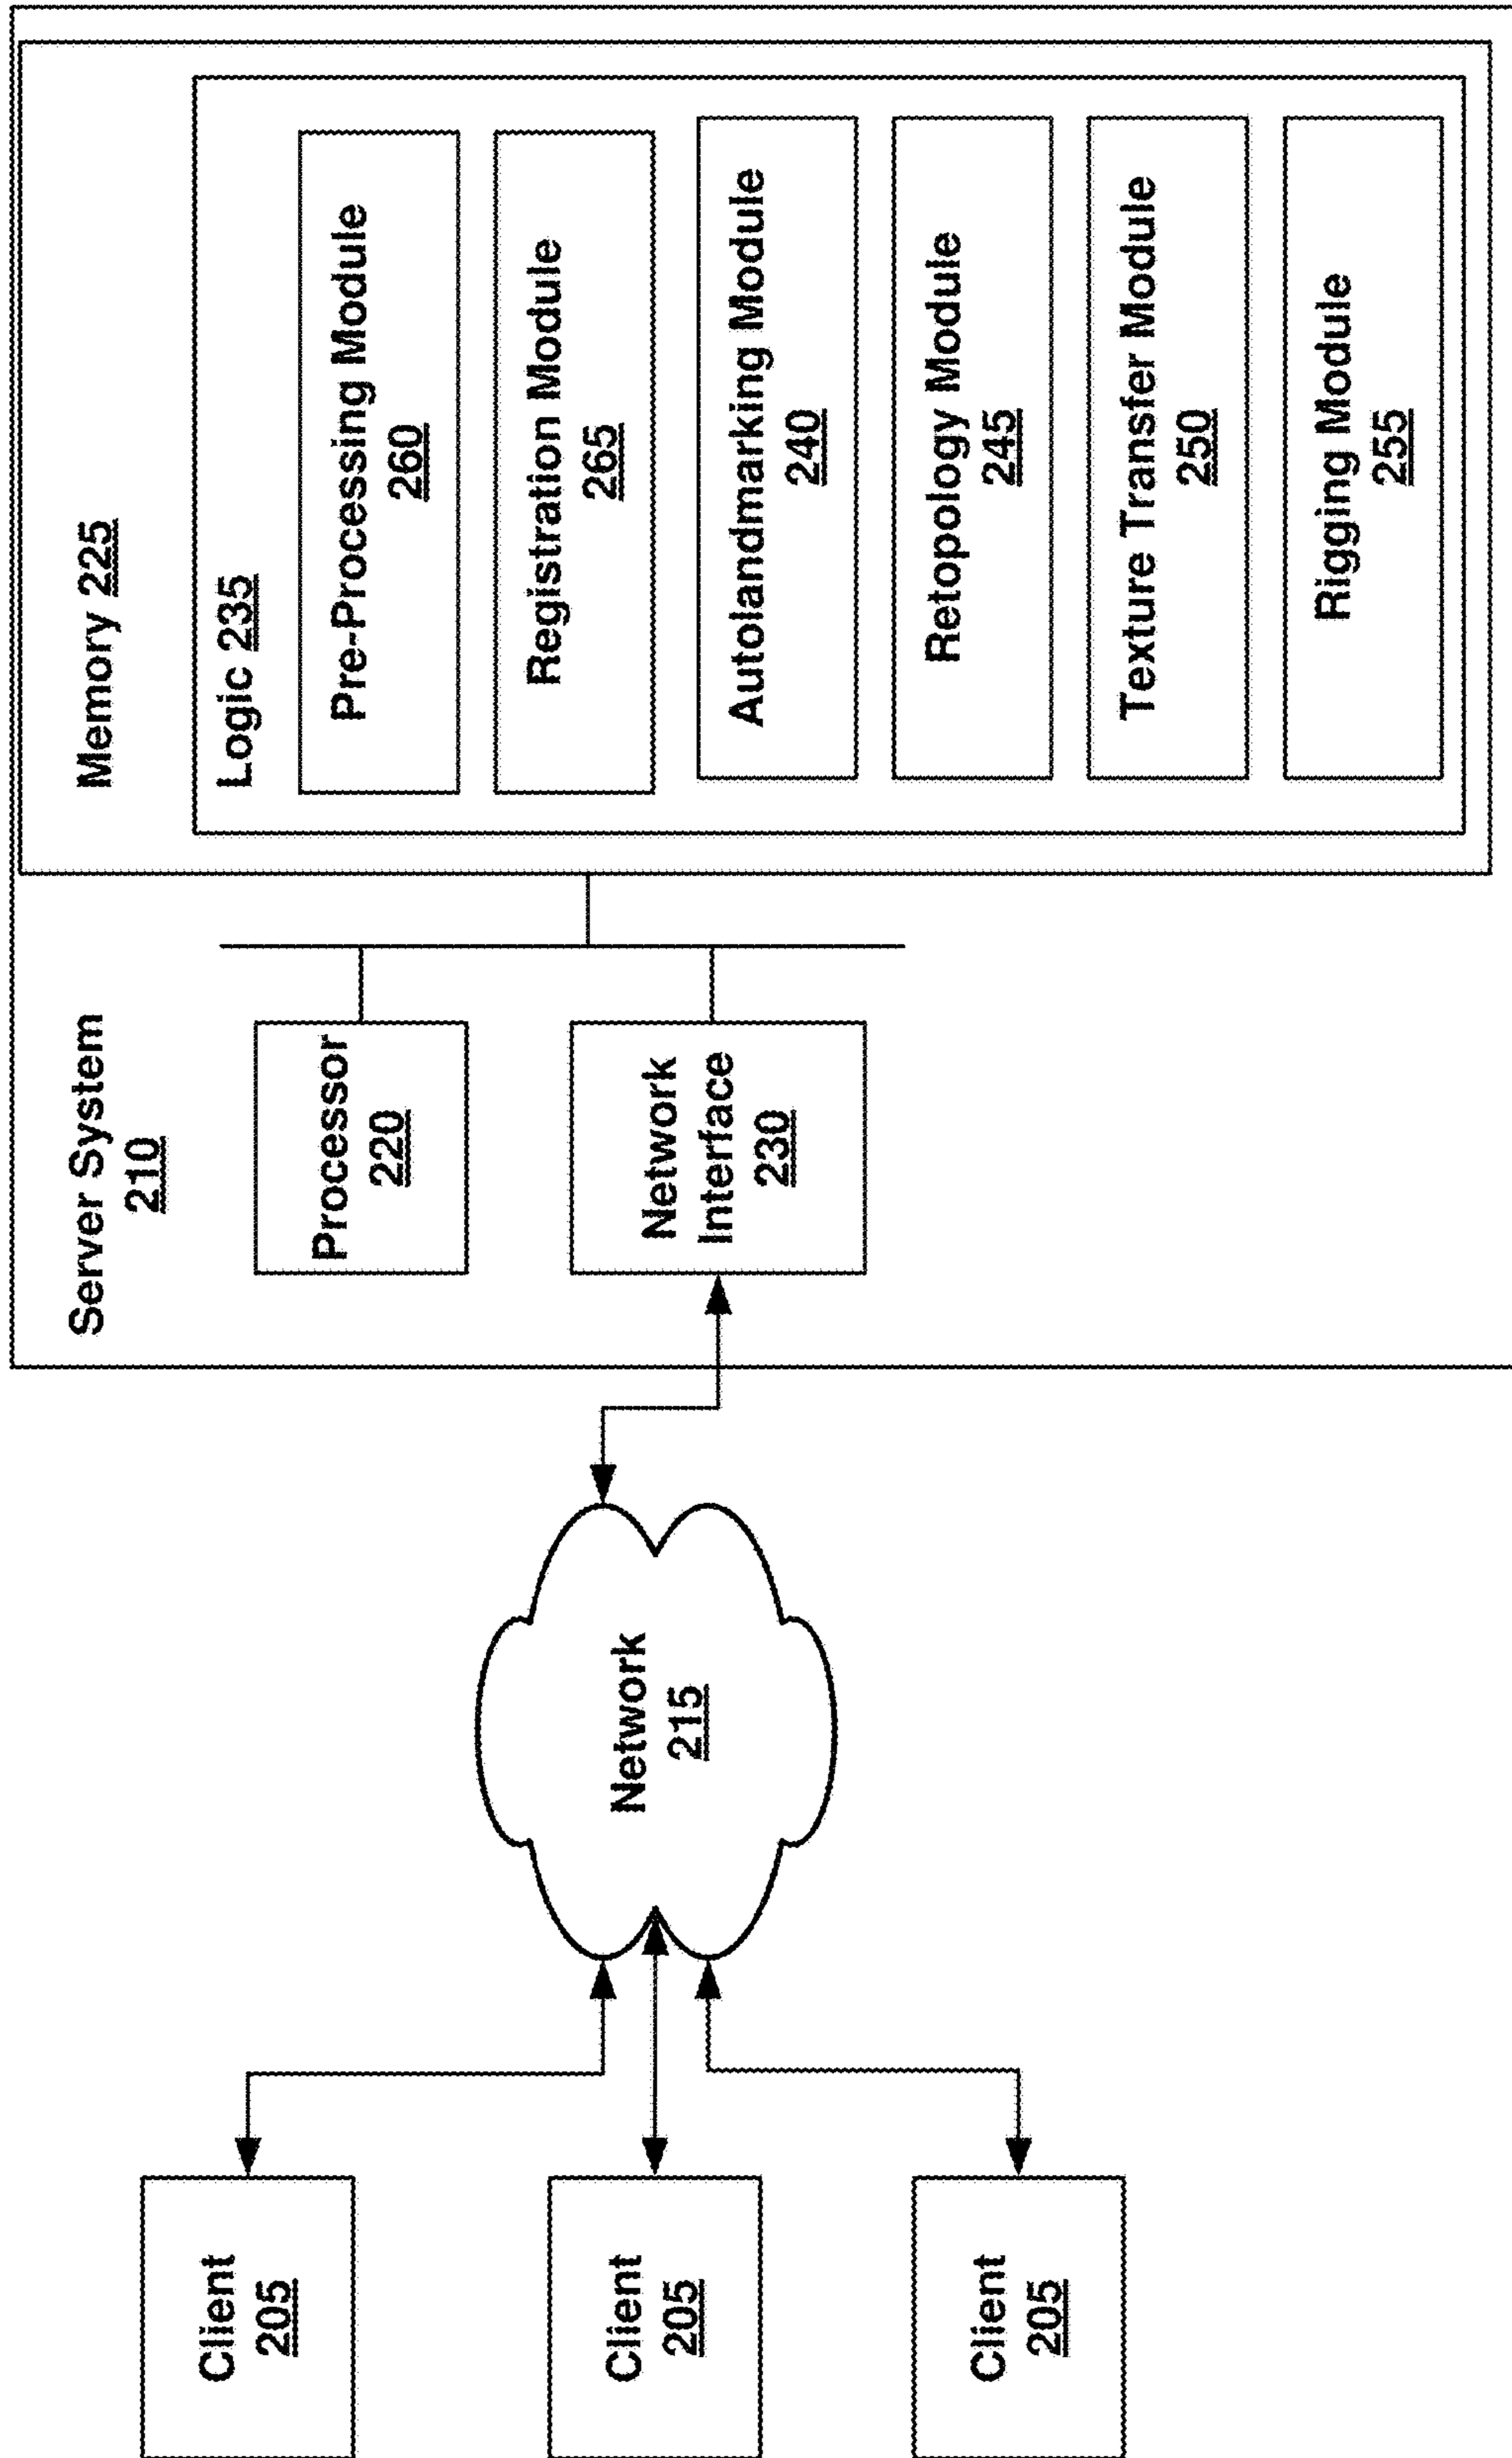 Client
205
Client
205
Client
205
Network
215
Server System
210
Processor
220
Network
Interface
230
Memory 225
Logic 235
Pre-Processing Module
260
Registration Module
265
Autolandmarking Module
240
Retopology Module
245
Texture Transfer Module
250
Rigging Module
255